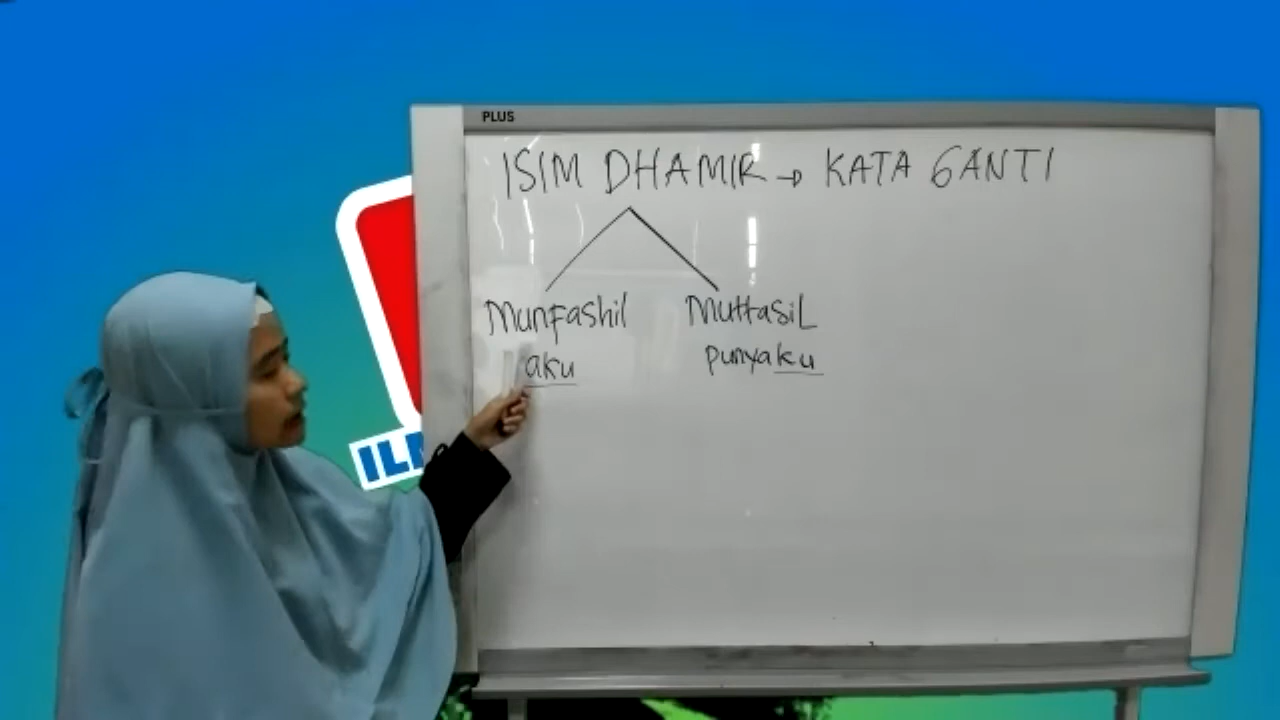 PLUS
ISIM DHAMIR → KATA GANTI
Munfashil Muttasil
aku punyaku